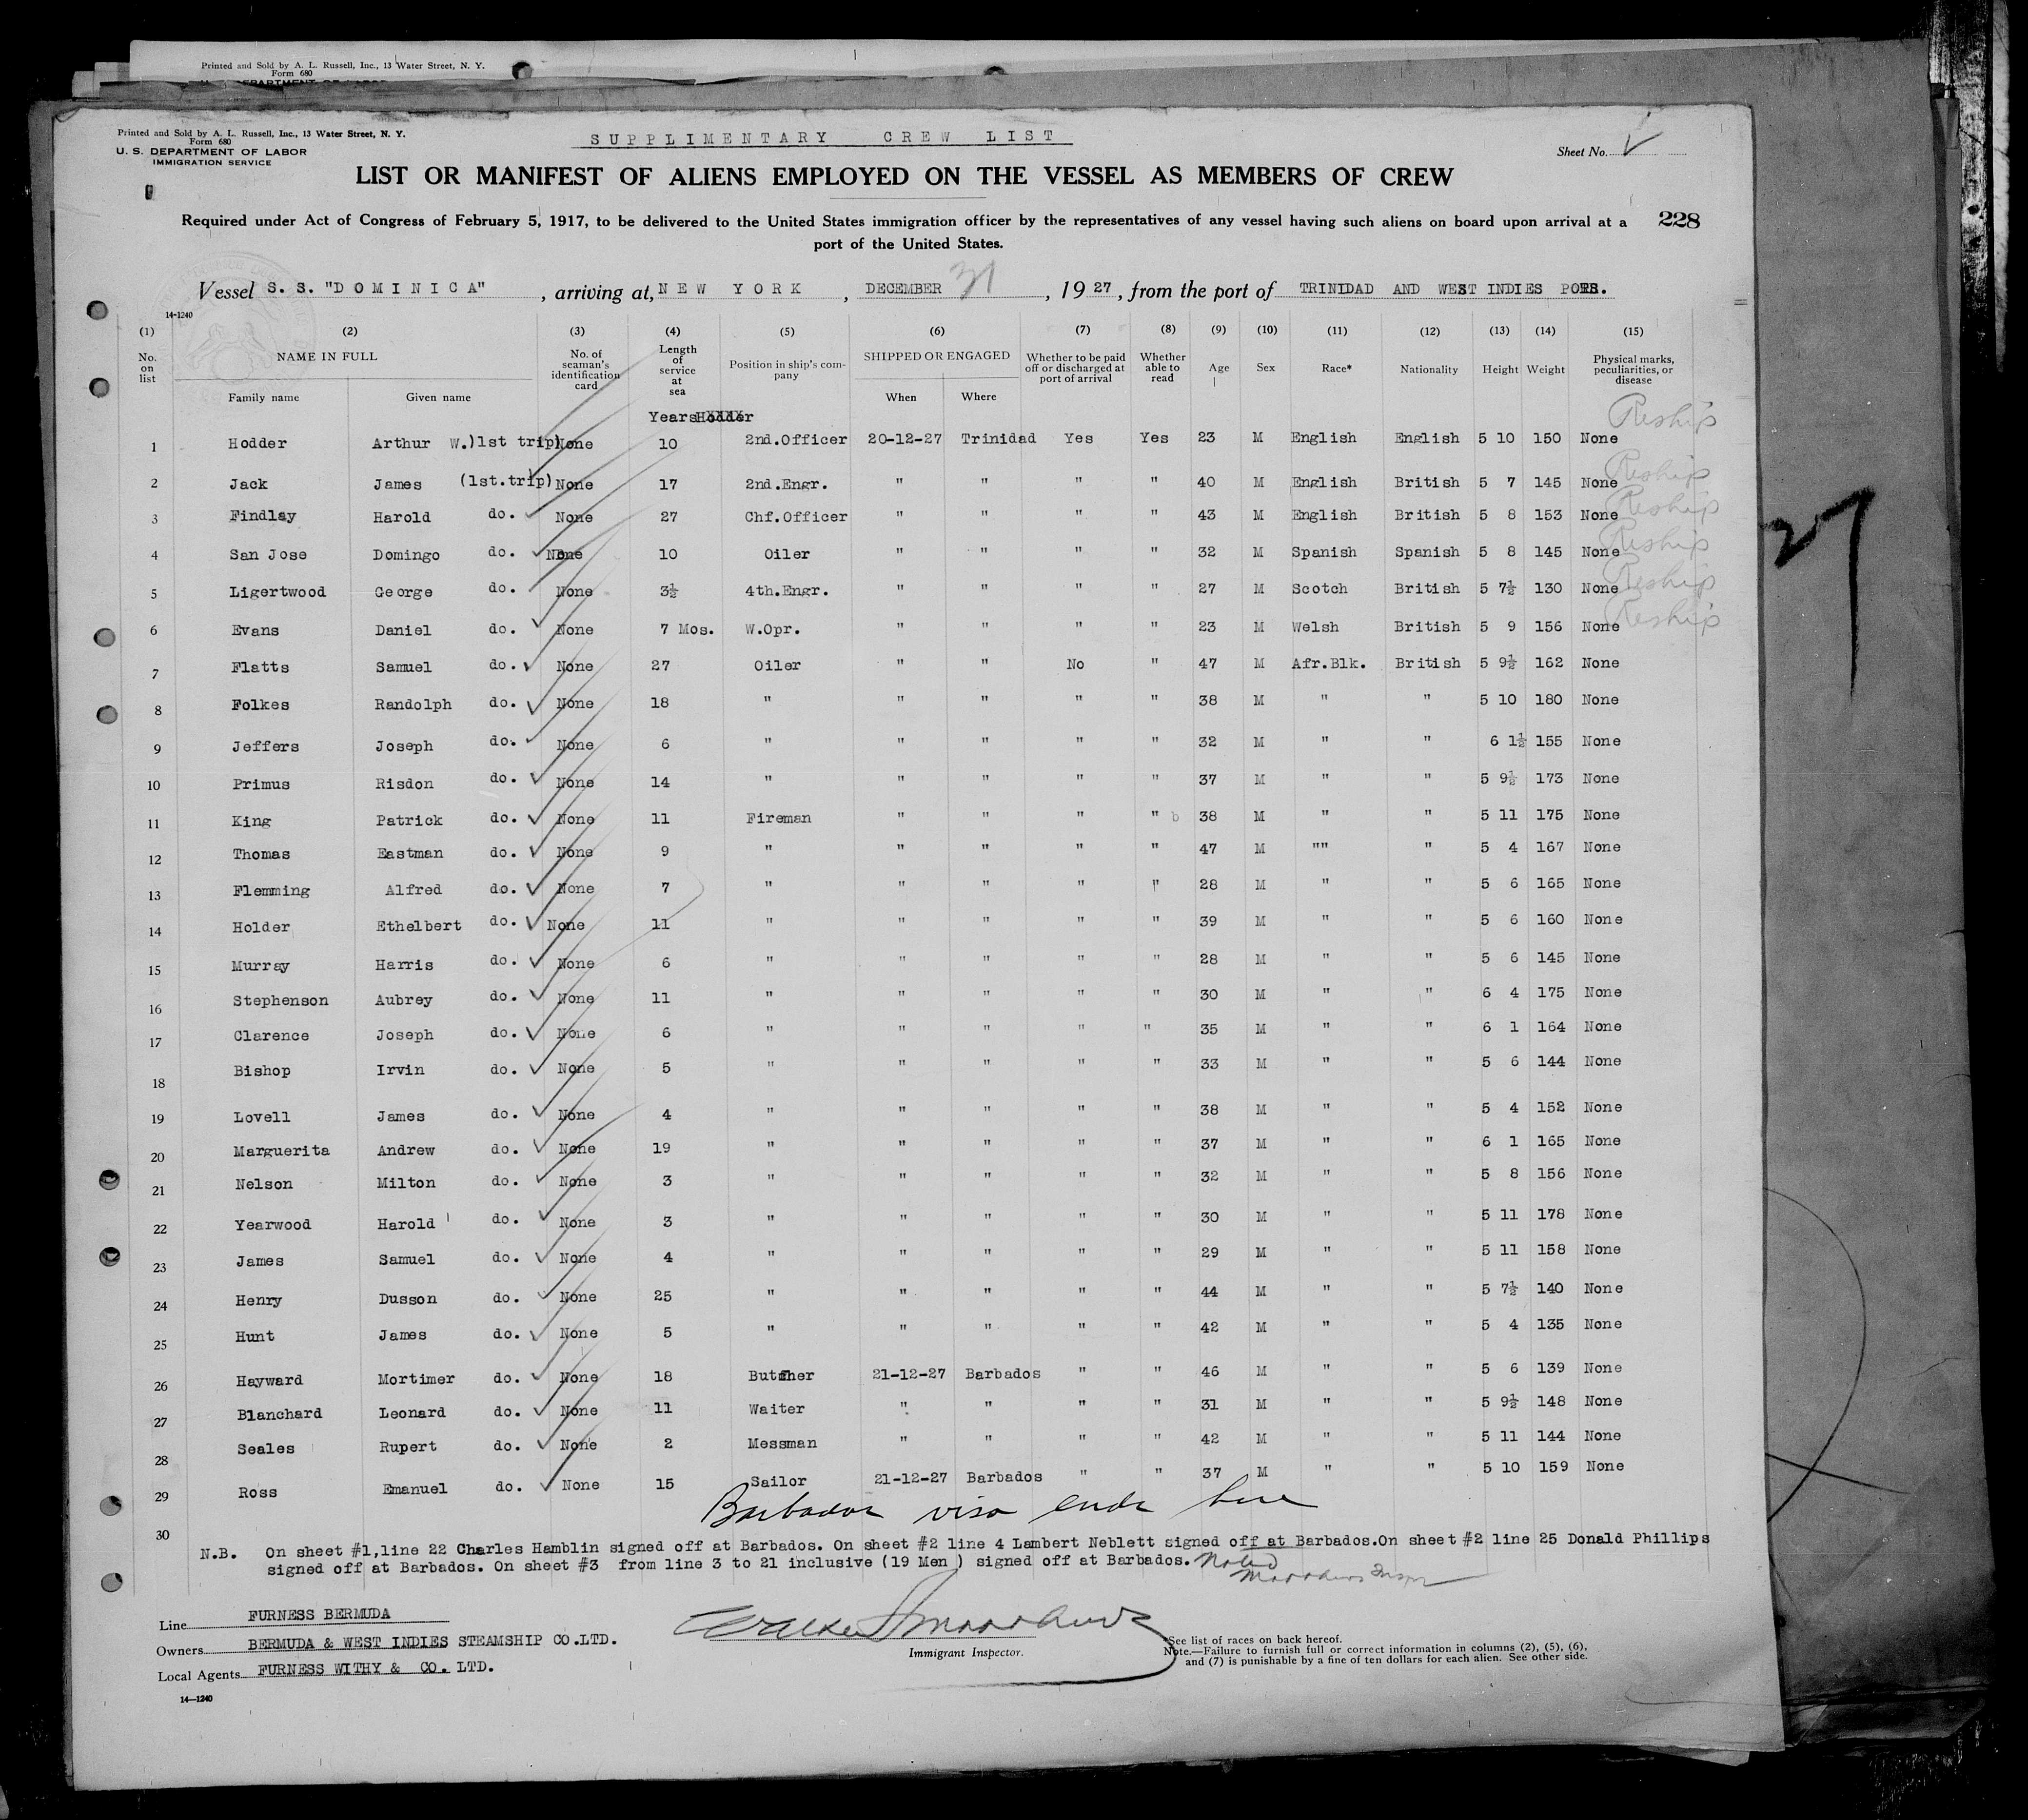 Printed and Sold by A. L. Russell, Inc., 13 Water Street, N. Y.
Form 680
Printed and Sold by A. L. Russell, Inc., 13 Water Street, N. Y.
Form 680
U. S. DEPARTMENT OF LABOR
IMMIGRATION SERVICE
SUPPLIMENTARY CREW LIST
Sheet No.
LIST OR MANIFEST OF ALIENS EMPLOYED ON THE VESSEL AS MEMBERS OF CREW
Required under Act of Congress of February 5, 1917, to be delivered to the United States immigration officer by the representatives of any vessel having such aliens on board upon arrival at a
port of the United States.
228
Vessel S. S. "DOMINICA", arriving at, NEW YORK, DECEMBER 31, 1927, from the port of TRINIDAD AND WEST INDIES
14-1240
(1) (2) (3) (4) (5) (6) (7) (8) (9) (10) (11) (12) (13) (14) (15)
No. on list NAME IN FULL No. of seaman's identification card Length of service at sea Position in ship's company SHIPPED OR ENGAGED Whether to be paid off or discharged at port of arrival Whether able to read Age Sex Race* Nationality Height Weight Physical marks, peculiarities, or disease
Family name Given name When Where
Years
1 Hodder Arthur W.)1st trip) None 10 2nd.Officer 20-12-27 Trinidad Yes Yes 23 M English English 5 10 150 None Reship
2 Jack James (1st.trip) None 17 2nd.Engr. " " " " 40 M English British 5 7 145 None Reship
3 Findlay Harold do. None 27 Chf.Officer " " " " 43 M English British 5 8 153 None Reship
4 San Jose Domingo do. None 10 Oiler " " " " 32 M Spanish Spanish 5 8 145 None Reship
5 Ligertwood George do. None 3½ 4th.Engr. " " " " 27 M Scotch British 5 7½ 130 None Reship
6 Evans Daniel do. None 7 Mos. W.Opr. " " " " 23 M Welsh British 5 9 156 None Reship
7 Flatts Samuel do. None 27 Oiler " " No " 47 M Afr.Blk. British 5 9½ 162 None
8 Folkes Randolph do. None 18 " " " " " 38 M " " 5 10 180 None
9 Jeffers Joseph do. None 6 " " " " " 32 M " " 6 1½ 155 None
10 Primus Risdon do. None 14 " " " " " 37 M " " 5 9½ 173 None
11 King Patrick do. None 11 Fireman " " " " 38 M " " 5 11 175 None
12 Thomas Eastman do. None 9 " " " " " 47 M "" " 5 4 167 None
13 Flemming Alfred do. None 7 " " " " " 28 M " " 5 6 165 None
14 Holder Ethelbert do. None 11 " " " " " 39 M " " 5 6 160 None
15 Murray Harris do. None 6 " " " " " 28 M " " 5 6 145 None
16 Stephenson Aubrey do. None 11 " " " " " 30 M " " 6 4 175 None
17 Clarence Joseph do. None 6 " " " " " 35 M " " 6 1 164 None
18 Bishop Irvin do. None 5 " " " " " 33 M " " 5 6 144 None
19 Lovell James do. None 4 " " " " " 38 M " " 5 4 152 None
20 Marguerita Andrew do. None 19 " " " " " 37 M " " 6 1 165 None
21 Nelson Milton do. None 3 " " " " " 32 M " " 5 8 156 None
22 Yearwood Harold do. None 3 " " " " " 30 M " " 5 11 178 None
23 James Samuel do. None 4 " " " " " 29 M " " 5 11 158 None
24 Henry Dusson do. None 25 " " " " " 44 M " " 5 7½ 140 None
25 Hunt James do. None 5 " " " " " 42 M " " 5 4 135 None
26 Hayward Mortimer do. None 18 Butcher 21-12-27 Barbados " " 46 M " " 5 6 139 None
27 Blanchard Leonard do. None 11 Waiter " " " " 31 M " " 5 9½ 148 None
28 Seales Rupert do. None 2 Messman " " " " 42 M " " 5 11 144 None
29 Ross Emanuel do. None 15 Sailor 21-12-27 Barbados " " 37 M " " 5 10 159 None
Barbados visa ends here
30
N.B. On sheet #1,line 22 Charles Hamblin signed off at Barbados. On sheet #2 line 4 Lambert Neblett signed off at Barbados.On sheet #2 line 25 Donald Phillips
signed off at Barbados. On sheet #3 from line 3 to 21 inclusive (19 Men ) signed off at Barbados. Noted
Line FURNESS BERMUDA
Owners BERMUDA & WEST INDIES STEAMSHIP CO.LTD.
Local Agents FURNESS WITHY & CO. LTD.
Immigrant Inspector.
*See list of races on back hereof.
Note.—Failure to furnish full or correct information in columns (2), (5), (6),
and (7) is punishable by a fine of ten dollars for each alien. See other side.
14—1240
27